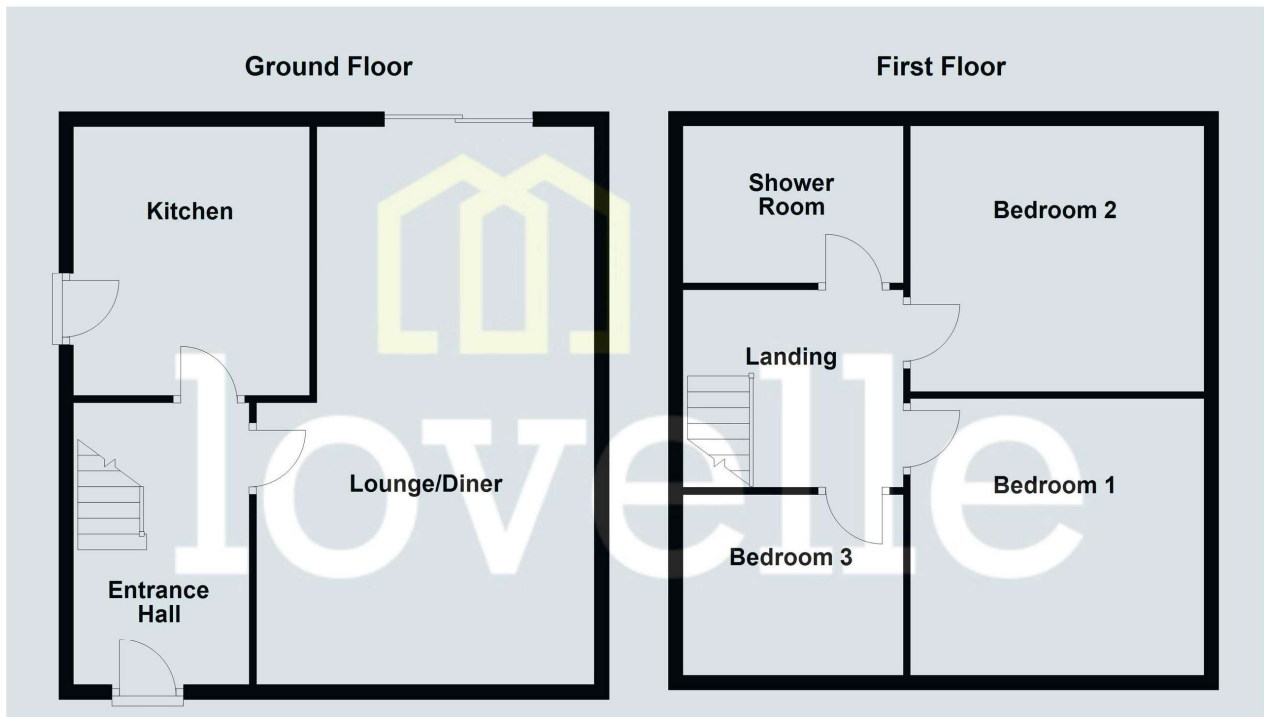 Ground Floor
First Floor
Kitchen
Lounge/Diner
Entrance
Hall
Shower
Room
Bedroom 2
Landing
Bedroom 1
Bedroom 3
lovelle